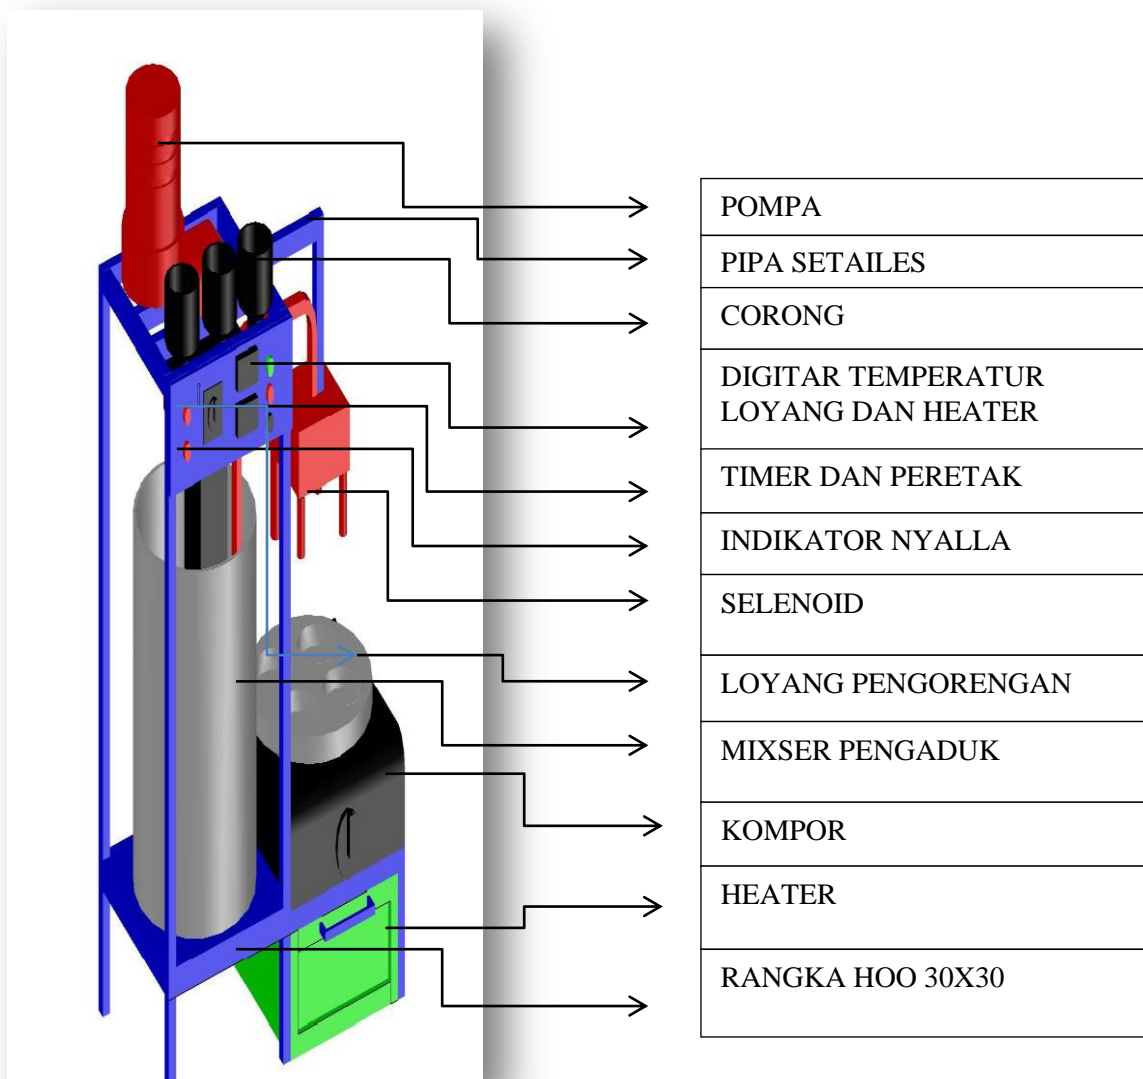 POMPA
PIPA SETAILES
CORONG
DIGITAR TEMPERATUR
LOYANG DAN HEATER
TIMER DAN PERETAK
INDIKATOR NYALLA
SELENOID
LOYANG PENGORENGAN
MIXSER PENGADUK
KOMPOR
HEATER
RANGKA HOO 30X30